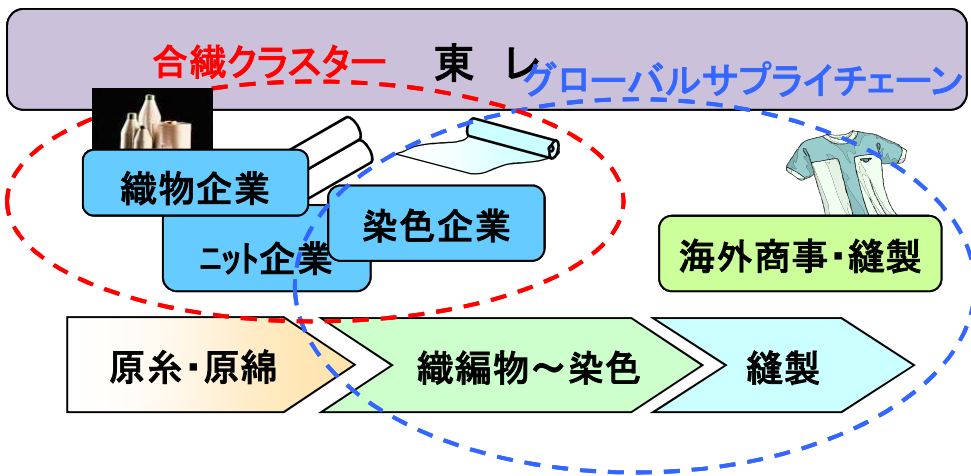 合繊クラスター
東 レ
グローバルサプライチェーン
織物企業
ニット企業
染色企業
海外商事・縫製
原糸・原綿
織編物～染色
縫製